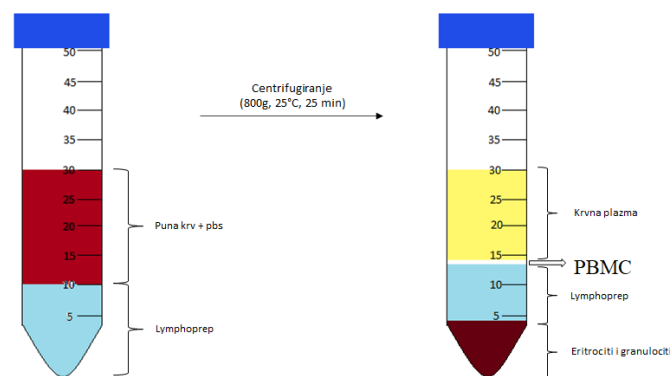 50
45
40
35
30
25
20
15
10
5
Puna krv + pbs
Lymphoprep
Centrifugiranje
(800g, 25°C, 25 min)
50
45
40
35
30
25
20
15
10
5
Krvna plazma
PBMC
Lymphoprep
Eritrociti i granulociti